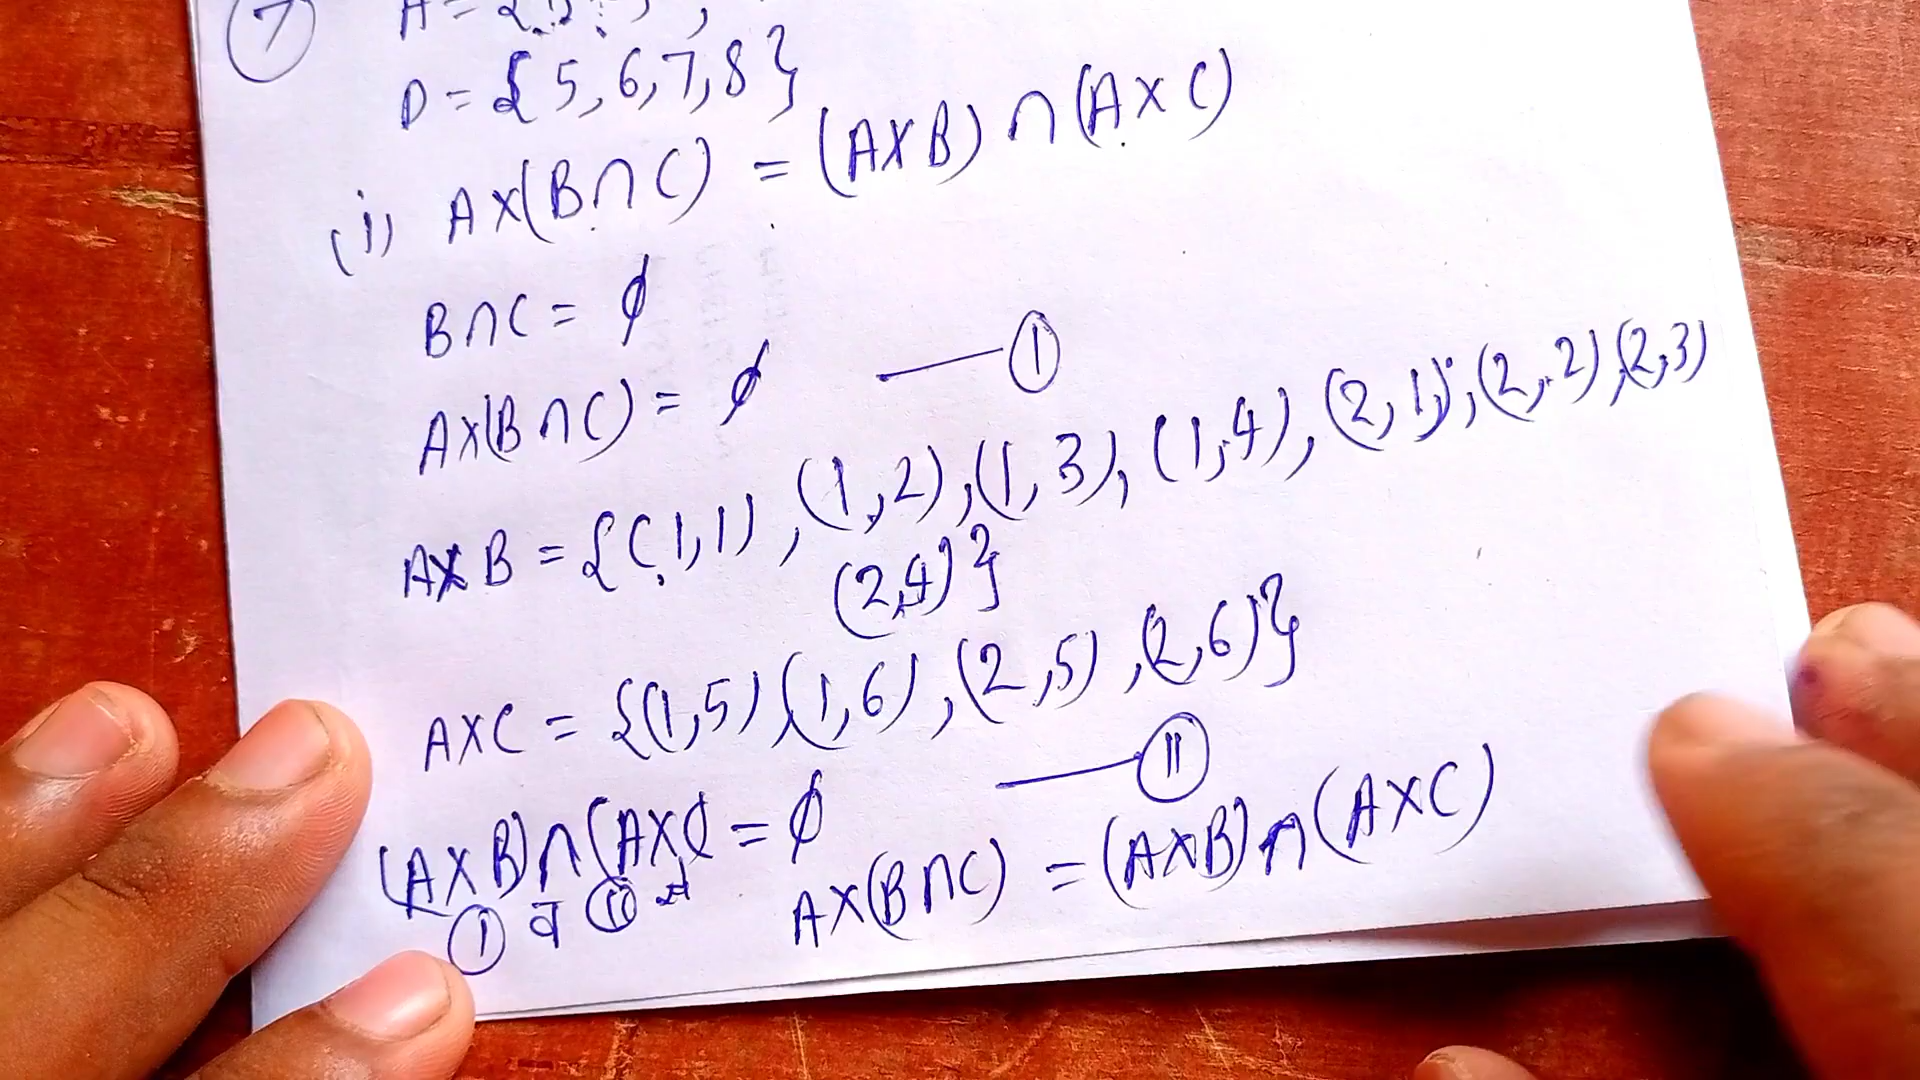 7 A = {
D = {5,6,7,8}
(i) A×(B∩C) = (A×B)∩(A×C)
B∩C = ∅
A×(B∩C) = ∅ —— I
A×B = {(1,1),(1,2),(1,3),(1,4),(2,1),(2,2),(2,3)
(2,4)}
A×C = {(1,5),(1,6),(2,5),(2,6)}
(A×B)∩(A×C = ∅ —— II
I व II से A×(B∩C) = (A×B)∩(A×C)